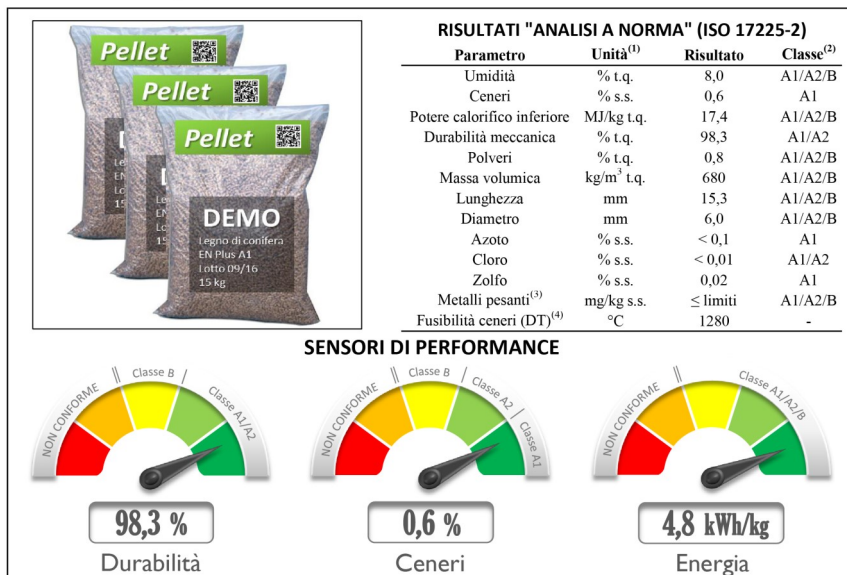 Pellet
Pellet
Pellet
DEMO
Legno di conifera
EN Plus A1
Lotto 09/16
15 kg
RISULTATI "ANALISI A NORMA" (ISO 17225-2)
Parametro Unità(1) Risultato Classe(2)
Umidità % t.q. 8,0 A1/A2/B
Ceneri % s.s. 0,6 A1
Potere calorifico inferiore MJ/kg t.q. 17,4 A1/A2/B
Durabilità meccanica % t.q. 98,3 A1/A2
Polveri % t.q. 0,8 A1/A2/B
Massa volumica kg/m3 t.q. 680 A1/A2/B
Lunghezza mm 15,3 A1/A2/B
Diametro mm 6,0 A1/A2/B
Azoto % s.s. < 0,1 A1
Cloro % s.s. < 0,01 A1/A2
Zolfo % s.s. 0,02 A1
Metalli pesanti(3) mg/kg s.s. ≤ limiti A1/A2/B
Fusibilità ceneri (DT)(4) °C 1280 -
SENSORI DI PERFORMANCE
NON CONFORME || Classe B | Classe A1/A2
98,3 %
Durabilità
NON CONFORME || Classe B | Classe A2 | Classe A1
0,6 %
Ceneri
NON CONFORME || Classe A1/A2/B
4,8 kWh/kg
Energia